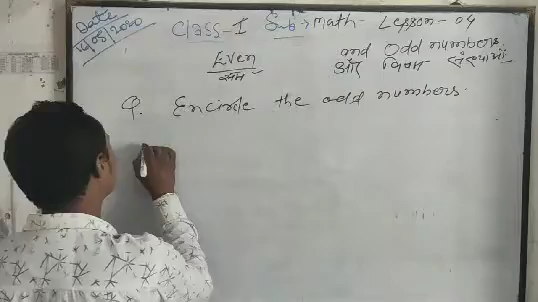 Date
14/08/2020
Class-I Sub→Math- Lesson-04
Even and Odd numbers
सम और विषम संख्याएँ
Q. Encircle the odd numbers.